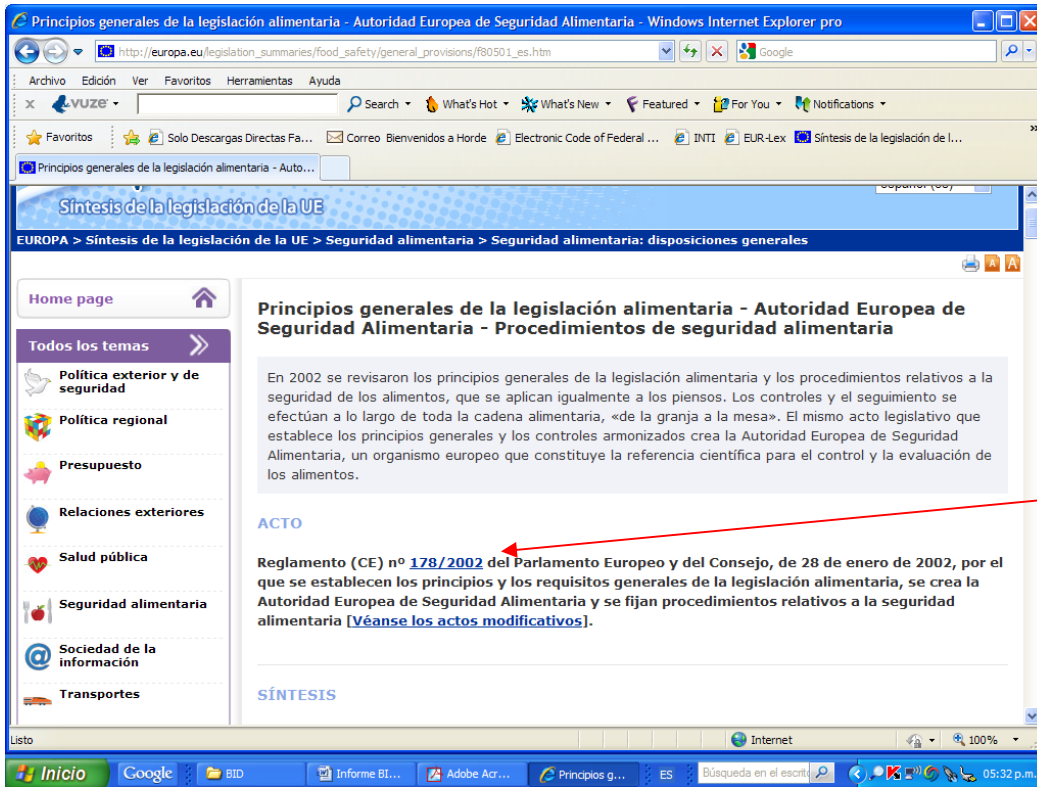 Principios generales de la legislación alimentaria - Autoridad Europea de Seguridad Alimentaria - Windows Internet Explorer pro
http://europa.eu/legislation_summaries/food_safety/general_provisions/f80501_es.htm
Google
Archivo Edición Ver Favoritos Herramientas Ayuda
x vuze Search What's Hot What's New Featured For You Notifications
Favoritos Solo Descargas Directas Fa... Correo Bienvenidos a Horde Electronic Code of Federal ... INTI EUR-Lex Síntesis de la legislación de l... »
Principios generales de la legislación alimentaria - Auto...
Síntesis de la legislación de la UE
EUROPA > Síntesis de la legislación de la UE > Seguridad alimentaria > Seguridad alimentaria: disposiciones generales
A A
Home page
Todos los temas
Política exterior y de
seguridad
Política regional
Presupuesto
Relaciones exteriores
Salud pública
Seguridad alimentaria
Sociedad de la
información
Transportes
Principios generales de la legislación alimentaria - Autoridad Europea de
Seguridad Alimentaria - Procedimientos de seguridad alimentaria
En 2002 se revisaron los principios generales de la legislación alimentaria y los procedimientos relativos a la
seguridad de los alimentos, que se aplican igualmente a los piensos. Los controles y el seguimiento se
efectúan a lo largo de toda la cadena alimentaria, «de la granja a la mesa». El mismo acto legislativo que
establece los principios generales y los controles armonizados crea la Autoridad Europea de Seguridad
Alimentaria, un organismo europeo que constituye la referencia científica para el control y la evaluación de
los alimentos.
ACTO
Reglamento (CE) nº 178/2002 del Parlamento Europeo y del Consejo, de 28 de enero de 2002, por el
que se establecen los principios y los requisitos generales de la legislación alimentaria, se crea la
Autoridad Europea de Seguridad Alimentaria y se fijan procedimientos relativos a la seguridad
alimentaria [Véanse los actos modificativos].
SÍNTESIS
Listo
Internet
100%
Inicio Google BID Informe BI... Adobe Acr... Principios g... ES Búsqueda en el escrito 05:32 p.m.